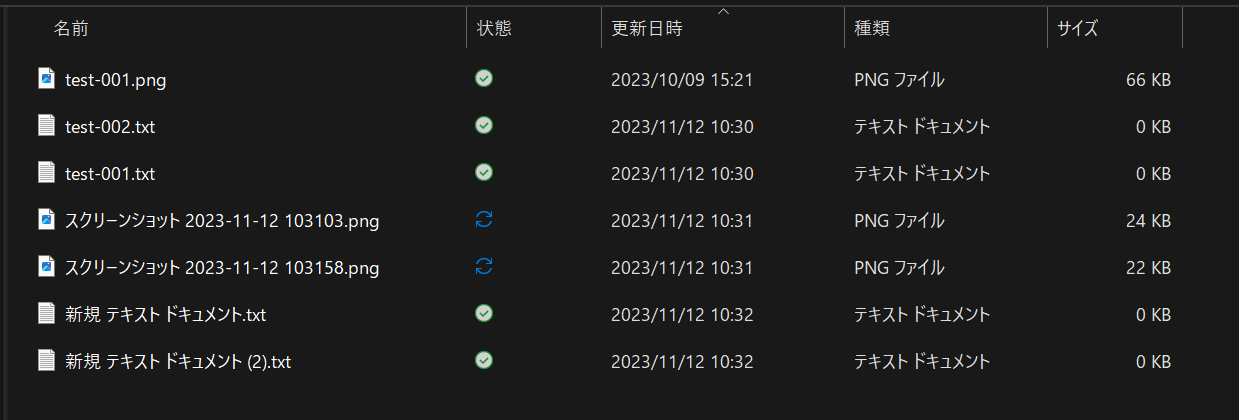 名前 状態 更新日時 種類 サイズ
test-001.png 2023/10/09 15:21 PNG ファイル 66 KB
test-002.txt 2023/11/12 10:30 テキスト ドキュメント 0 KB
test-001.txt 2023/11/12 10:30 テキスト ドキュメント 0 KB
スクリーンショット 2023-11-12 103103.png 2023/11/12 10:31 PNG ファイル 24 KB
スクリーンショット 2023-11-12 103158.png 2023/11/12 10:31 PNG ファイル 22 KB
新規 テキスト ドキュメント.txt 2023/11/12 10:32 テキスト ドキュメント 0 KB
新規 テキスト ドキュメント (2).txt 2023/11/12 10:32 テキスト ドキュメント 0 KB